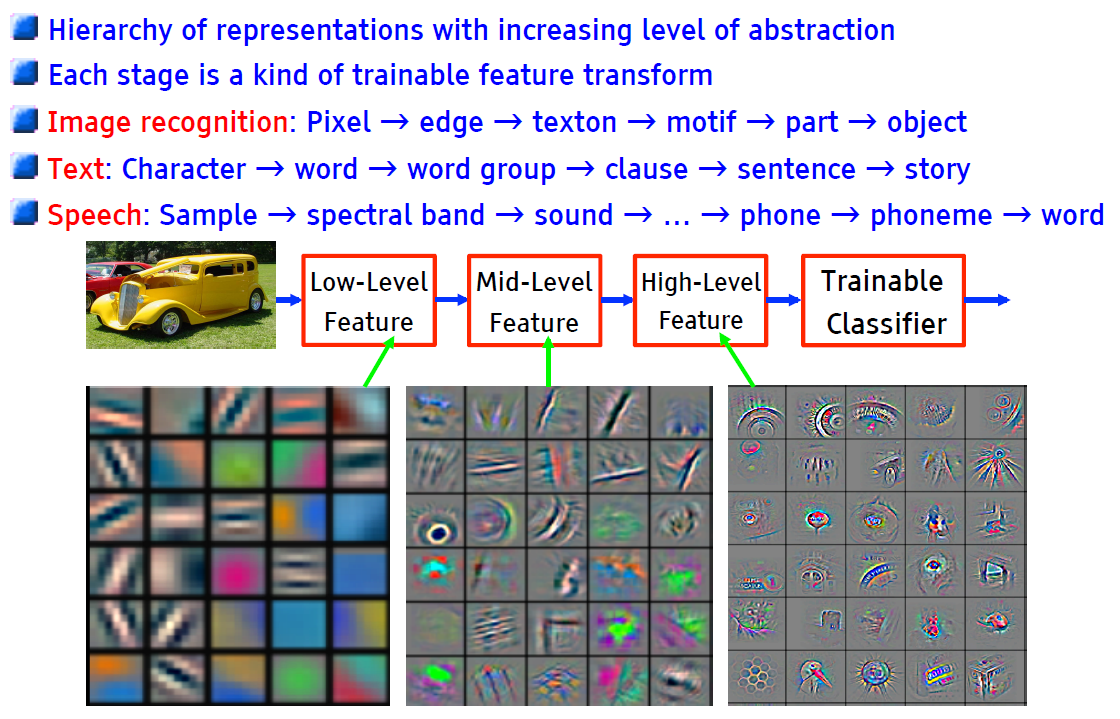 Hierarchy of representations with increasing level of abstraction
Each stage is a kind of trainable feature transform
Image recognition: Pixel → edge → texton → motif → part → object
Text: Character → word → word group → clause → sentence → story
Speech: Sample → spectral band → sound → ... → phone → phoneme → word
Low-Level
Feature
Mid-Level
Feature
High-Level
Feature
Trainable
Classifier